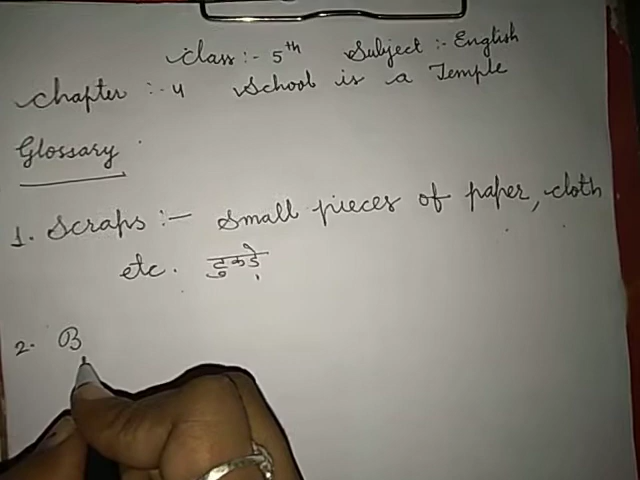 Class :- 5th Subject :- English
Chapter :- 4 School is a Temple
Glossary
1. Scraps :- Small pieces of paper, cloth
etc. टुकड़े
2. B